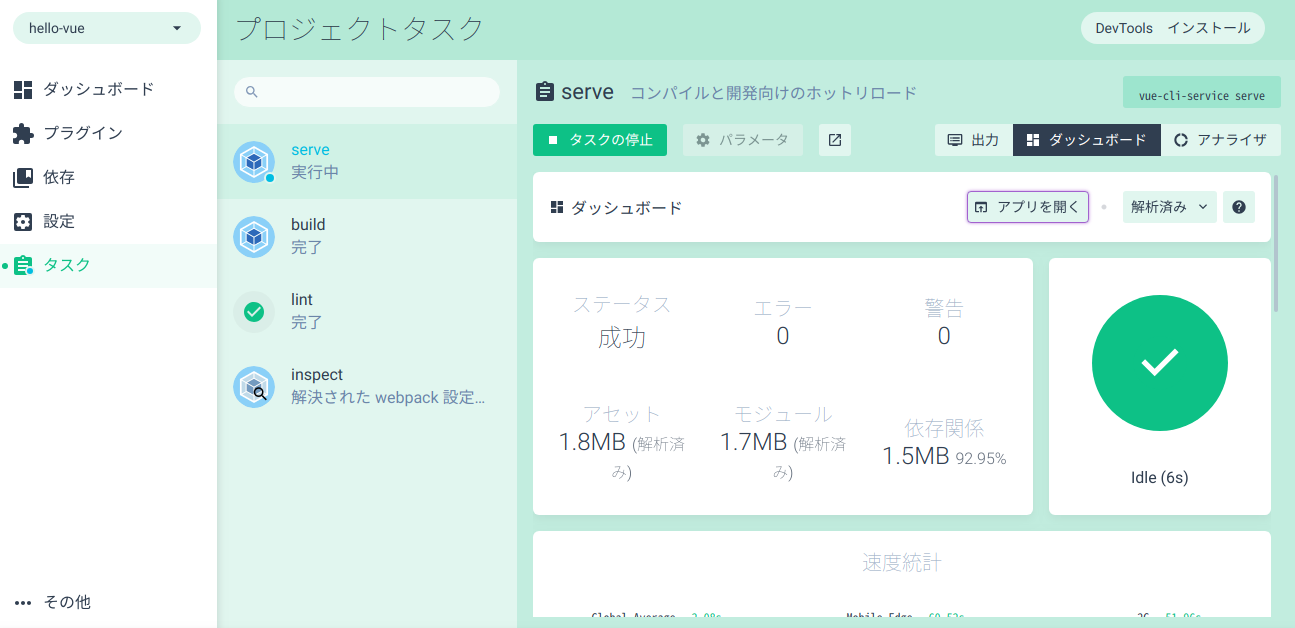 hello-vue
ダッシュボード
プラグイン
依存
設定
タスク
その他
プロジェクトタスク
DevTools インストール
serve
実行中
build
完了
lint
完了
inspect
解決された webpack 設定...
serve コンパイルと開発向けのホットリロード
vue-cli-service serve
タスクの停止
パラメータ
出力
ダッシュボード
アナライザ
ダッシュボード
アプリを開く
解析済み
ステータス
成功
エラー
0
警告
0
アセット
1.8MB (解析済
み)
モジュール
1.7MB (解析済
み)
依存関係
1.5MB 92.95%
Idle (6s)
速度統計
Global Average
Mobile Edge